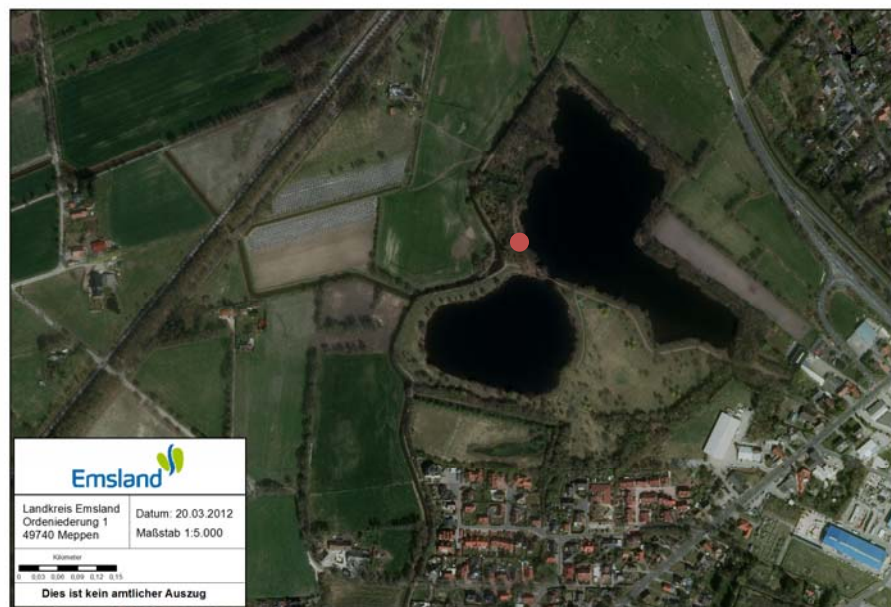 Emsland
Landkreis Emsland
Ordeniederung 1
49740 Meppen
Datum: 20.03.2012
Maßstab 1:5.000
Kilometer
0 0,03 0,06 0,09 0,12 0,15
Dies ist kein amtlicher Auszug